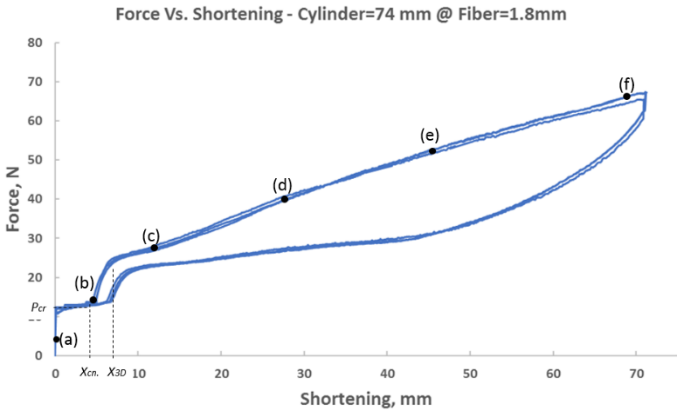 Force Vs. Shortening - Cylinder=74 mm @ Fiber=1.8mm
80
70
60
50
40
30
20
10
0
Force, N
Pcr
(a)
(b)
(c)
(d)
(e)
(f)
Xcn.
X3D
0
10
20
30
40
50
60
70
Shortening, mm